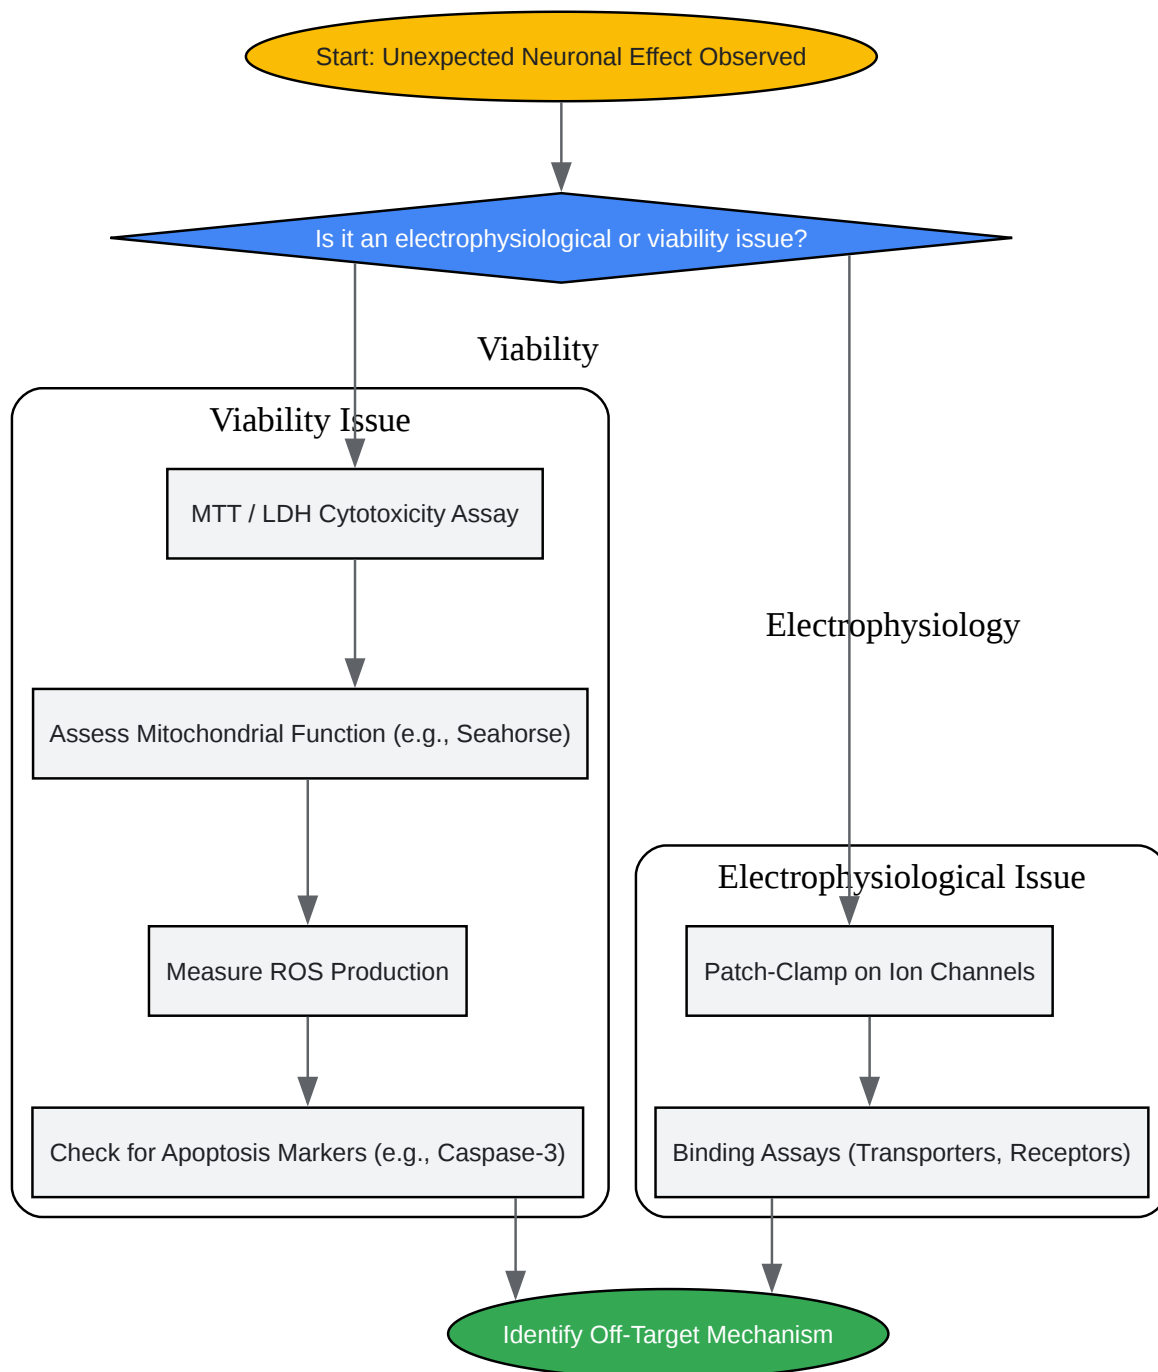 Start: Unexpected Neuronal Effect Observed
Is it an electrophysiological or viability issue?
Viability
Viability Issue
MTT / LDH Cytotoxicity Assay
Assess Mitochondrial Function (e.g., Seahorse)
Measure ROS Production
Check for Apoptosis Markers (e.g., Caspase-3)
Electrophysiology
Electrophysiological Issue
Patch-Clamp on Ion Channels
Binding Assays (Transporters, Receptors)
Identify Off-Target Mechanism